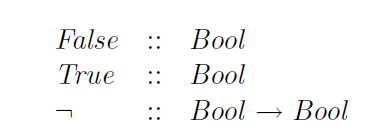 False :: Bool
True :: Bool
¬ :: Bool → Bool